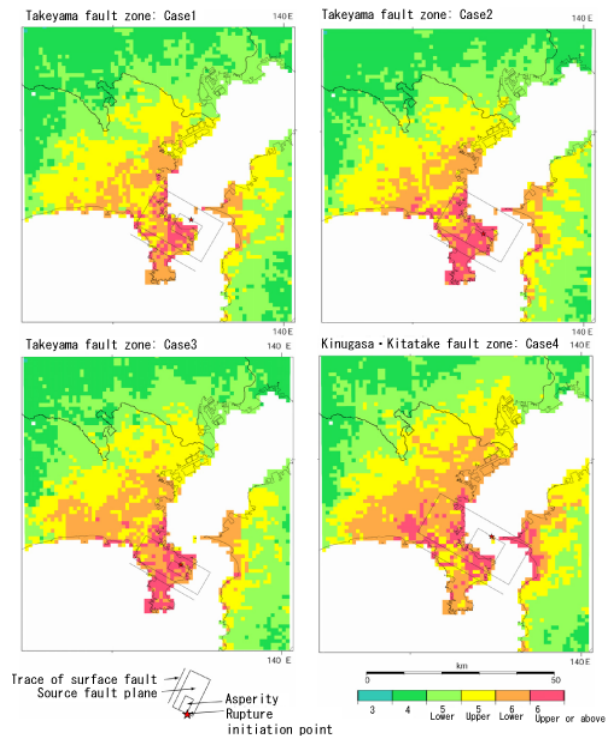 Takeyama fault zone: Case1
140 E
Takeyama fault zone: Case2
140 E
Takeyama fault zone: Case3
140 E
Kinugasa・Kitatake fault zone: Case4
140 E
140 E
140 E
Trace of surface fault
Source fault plane
Asperity
Rupture
initiation point
km
0 50
3 4 5 5 6 6
Lower Upper Lower Upper or above